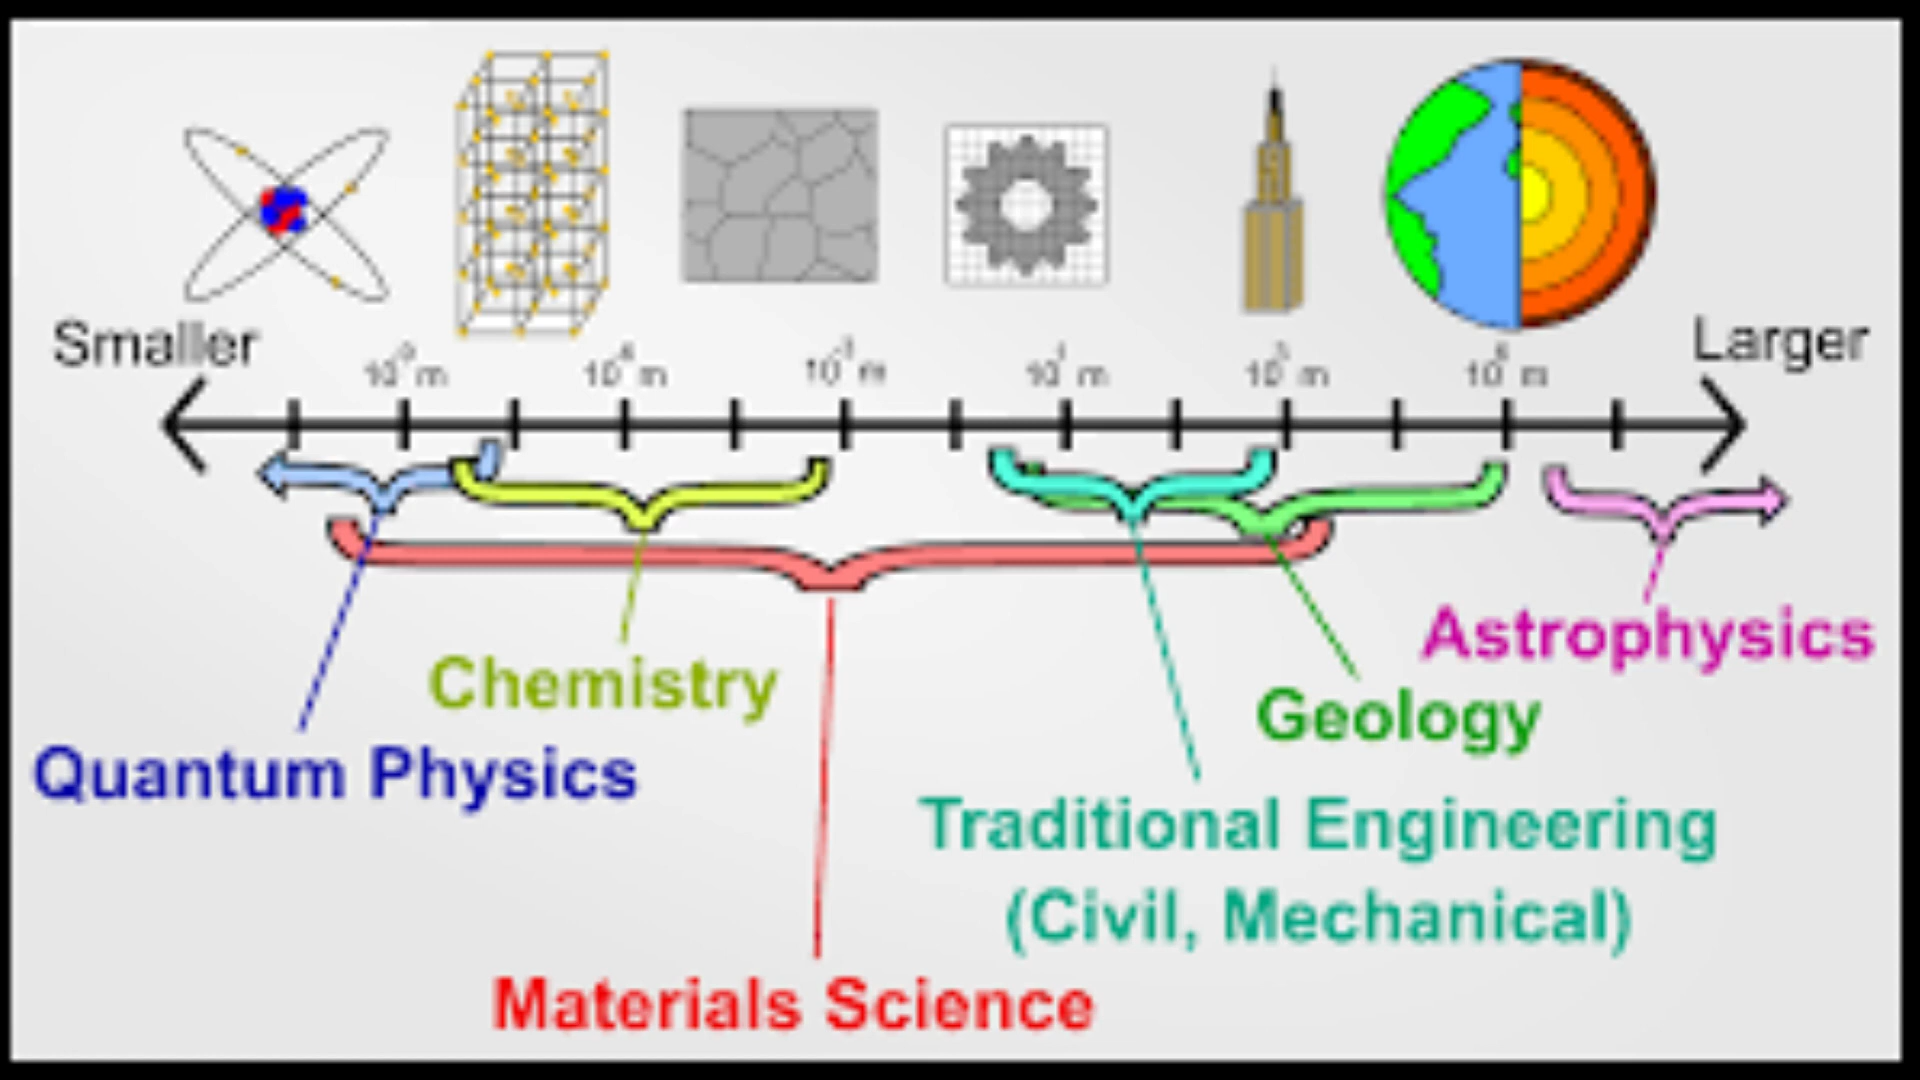 Smaller
Larger
Astrophysics
Chemistry
Geology
Quantum Physics
Traditional Engineering
(Civil, Mechanical)
Materials Science